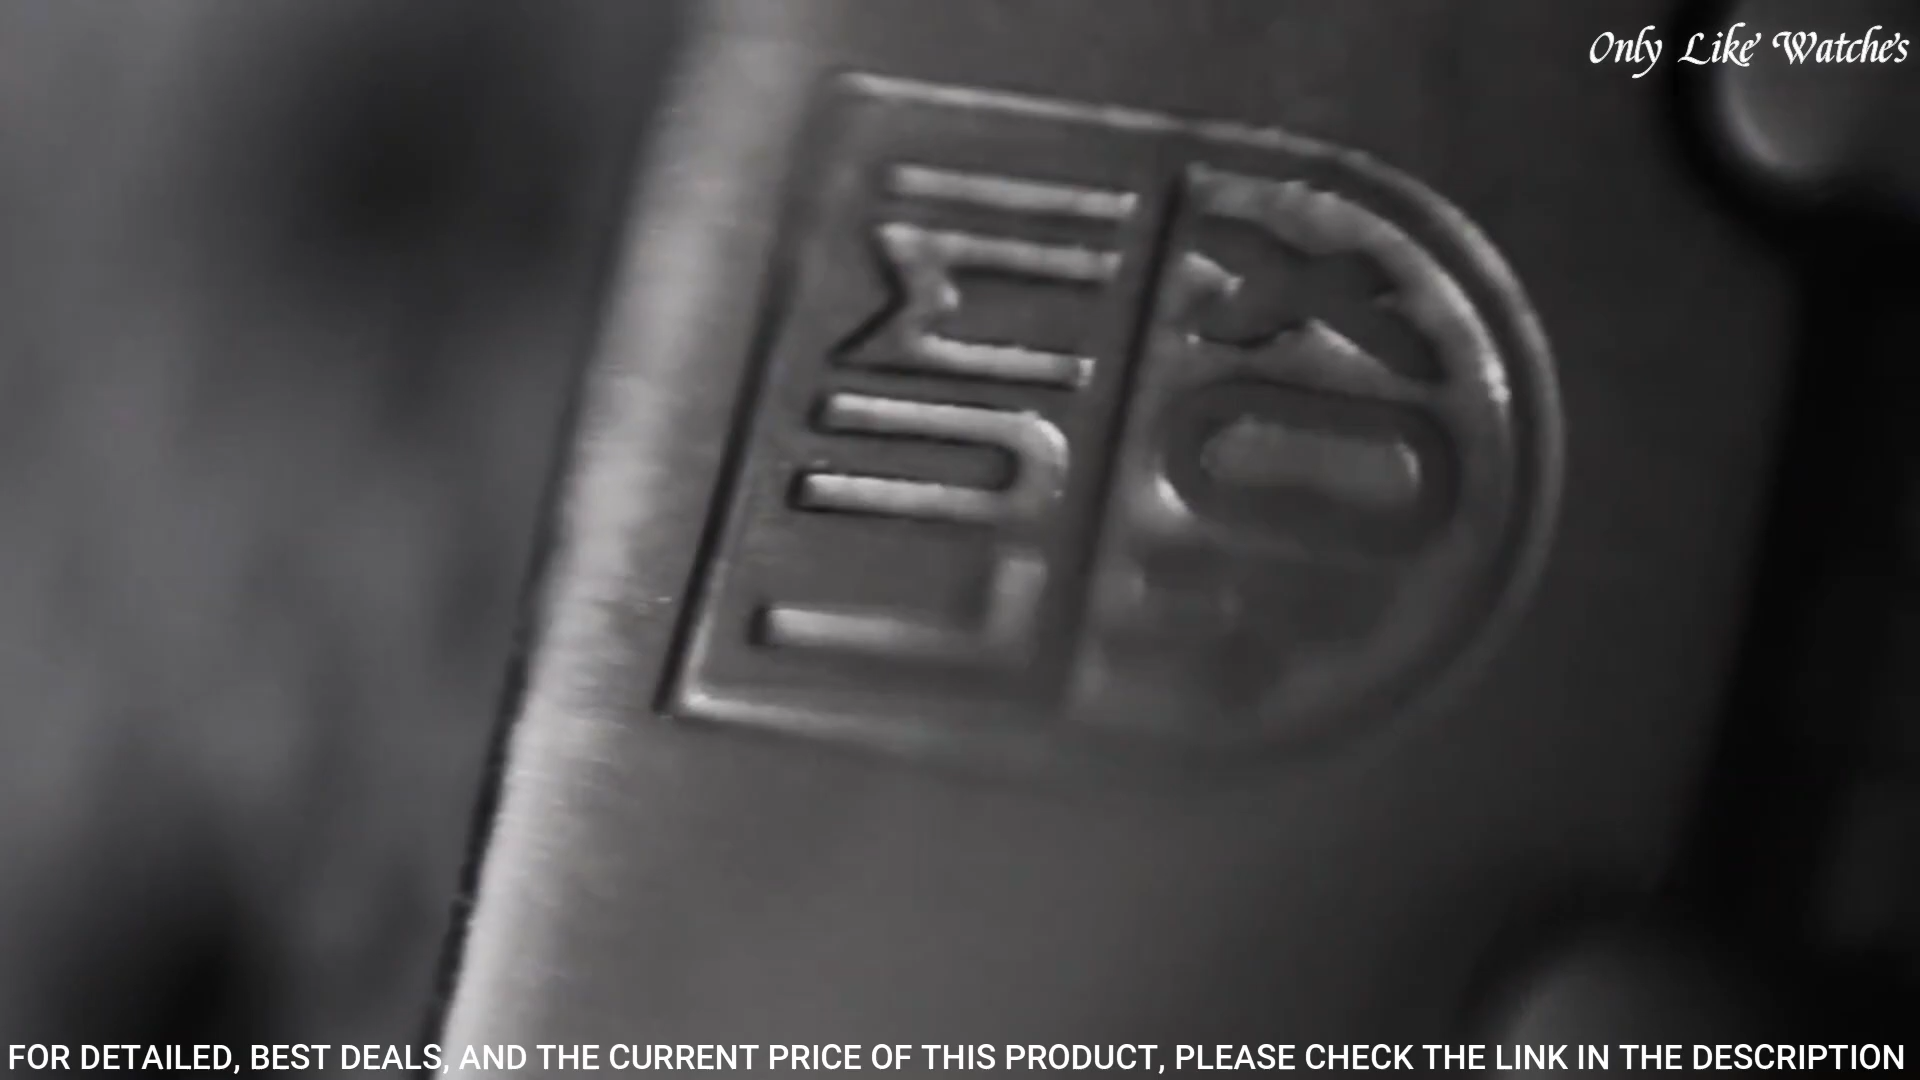 Only Like Watche's
LUMI
FOR DETAILED, BEST DEALS, AND THE CURRENT PRICE OF THIS PRODUCT, PLEASE CHECK THE LINK IN THE DESCRIPTION